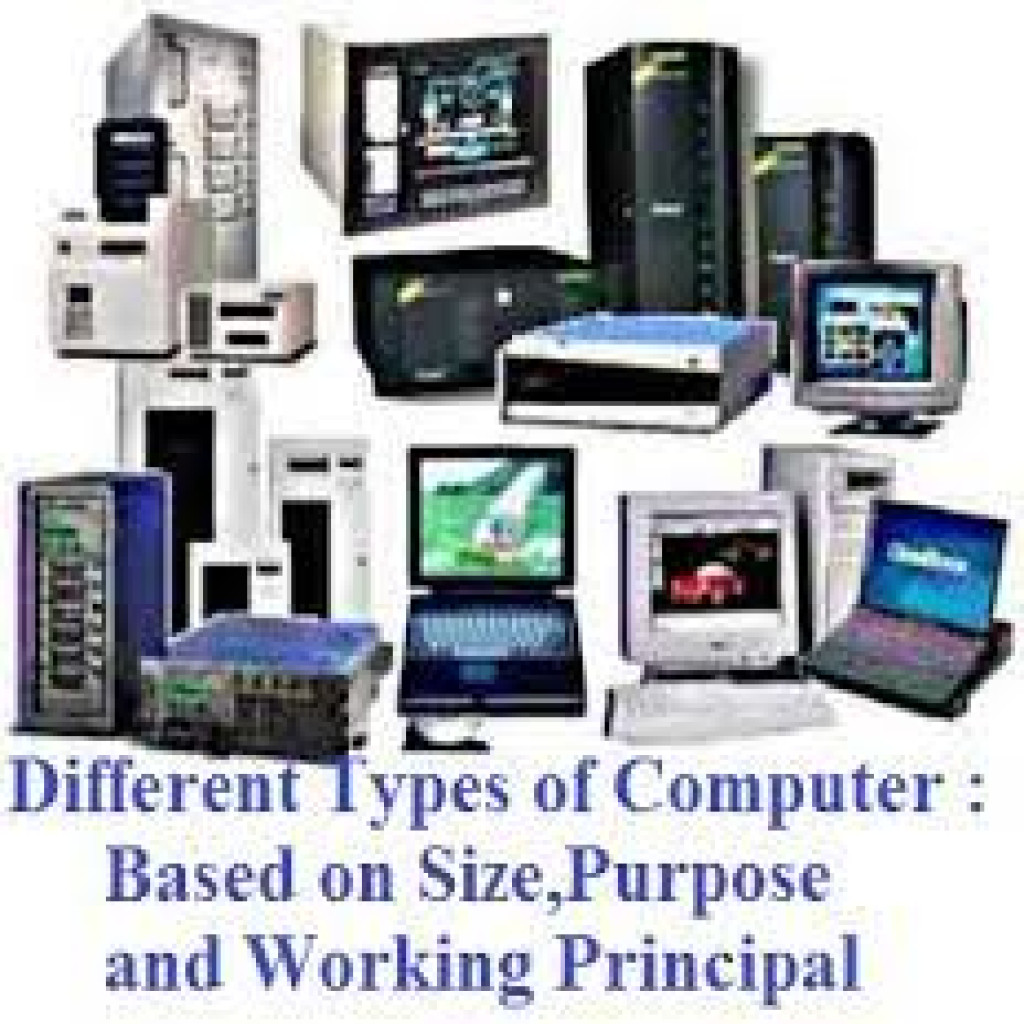 Different Types of Computer :
Based on Size,Purpose
and Working Principal